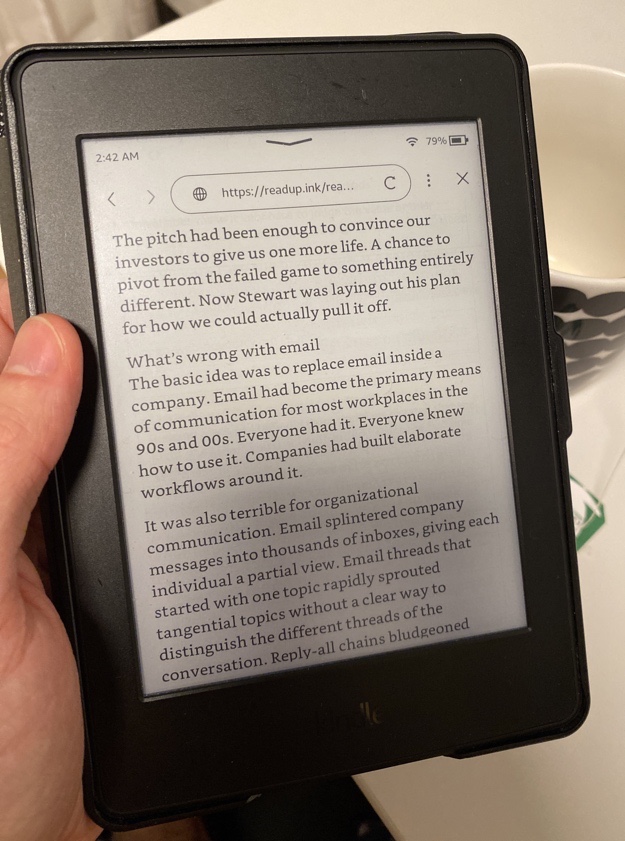 2:42 AM
79%
https://readup.ink/rea...
The pitch had been enough to convince our
investors to give us one more life. A chance to
pivot from the failed game to something entirely
different. Now Stewart was laying out his plan
for how we could actually pull it off.
What's wrong with email
The basic idea was to replace email inside a
company. Email had become the primary means
of communication for most workplaces in the
90s and 00s. Everyone had it. Everyone knew
how to use it. Companies had built elaborate
workflows around it.
It was also terrible for organizational
communication. Email splintered company
messages into thousands of inboxes, giving each
individual a partial view. Email threads that
started with one topic rapidly sprouted
tangential topics without a clear way to
distinguish the different threads of the
conversation. Reply-all chains bludgeoned